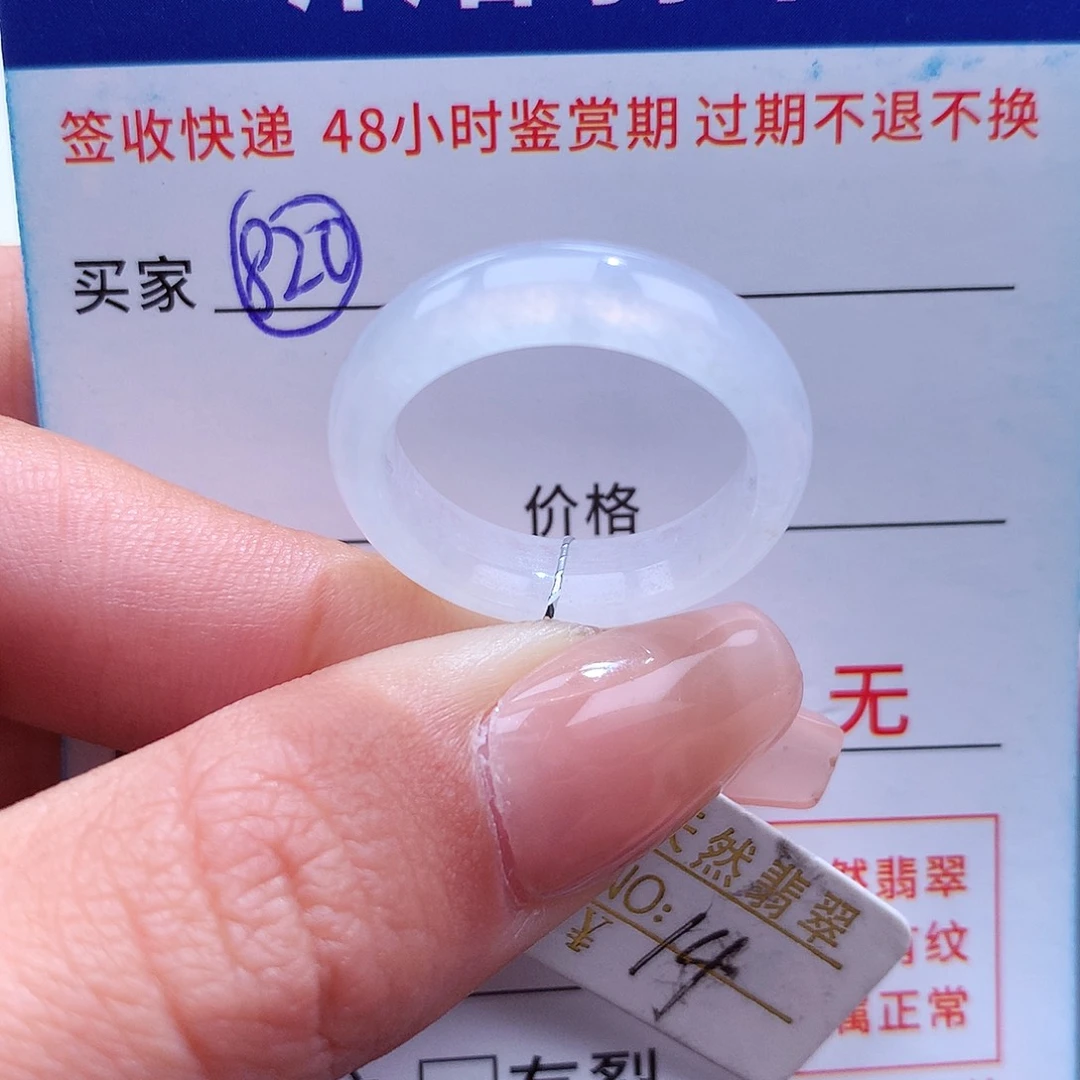 签收快递 48小时鉴赏期 过期不退不换
买家 820
价格
无
天然翡翠
NO:
然翡翠
有纹
属正常
有裂